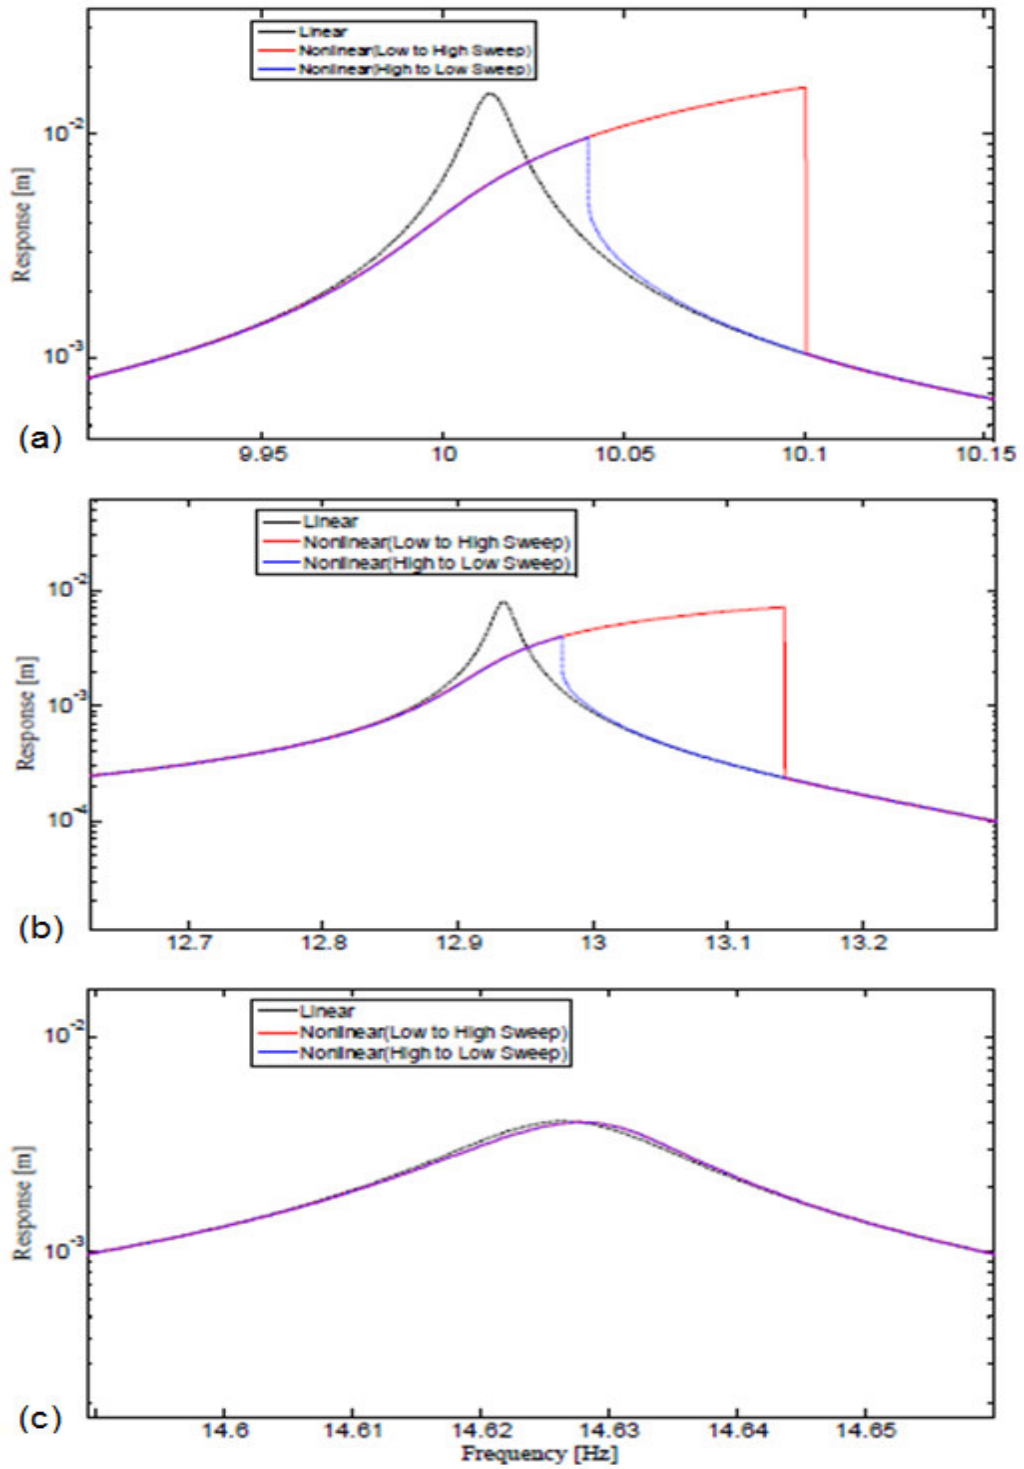 Linear
Nonlinear(Low to High Sweep)
Nonlinear(High to Low Sweep)
Response [m]
10-2
10-3
(a)
9.95 10 10.05 10.1 10.15
Linear
Nonlinear(Low to High Sweep)
Nonlinear(High to Low Sweep)
Response [m]
10-2
10-3
10-4
(b)
12.7 12.8 12.9 13 13.1 13.2
Linear
Nonlinear(Low to High Sweep)
Nonlinear(High to Low Sweep)
Response [m]
10-2
10-3
(c)
14.6 14.61 14.62 14.63 14.64 14.65
Frequency [Hz]